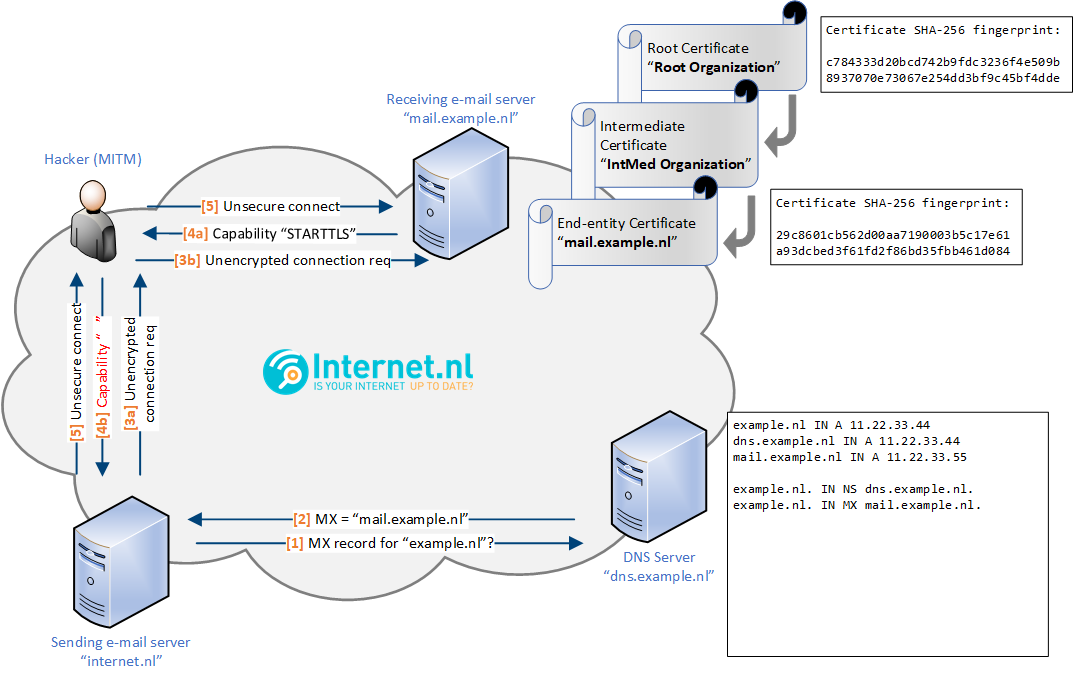 Root Certificate
“Root Organization”
Certificate SHA-256 fingerprint:
c784333d20bcd742b9fdc3236f4e509b
8937070e73067e254dd3bf9c45bf4dde
Receiving e-mail server
“mail.example.nl”
Intermediate
Certificate
“IntMed Organization”
Hacker (MITM)
Certificate SHA-256 fingerprint:
29c8601cb562d00aa7190003b5c17e61
a93dcbed3f61fd2f86bd35fbb461d084
End-entity Certificate
“mail.example.nl”
[5] Unsecure connect
[4a] Capability “STARTTLS”
[3b] Unencrypted connection req
[5] Unsecure connect
[4b] Capability “ ”
[3a] Unencrypted
connection req
Internet.nl
IS YOUR INTERNET UP TO DATE?
example.nl IN A 11.22.33.44
dns.example.nl IN A 11.22.33.44
mail.example.nl IN A 11.22.33.55
example.nl. IN NS dns.example.nl.
example.nl. IN MX mail.example.nl.
[2] MX = “mail.example.nl”
[1] MX record for “example.nl”?
DNS Server
“dns.example.nl”
Sending e-mail server
“internet.nl”